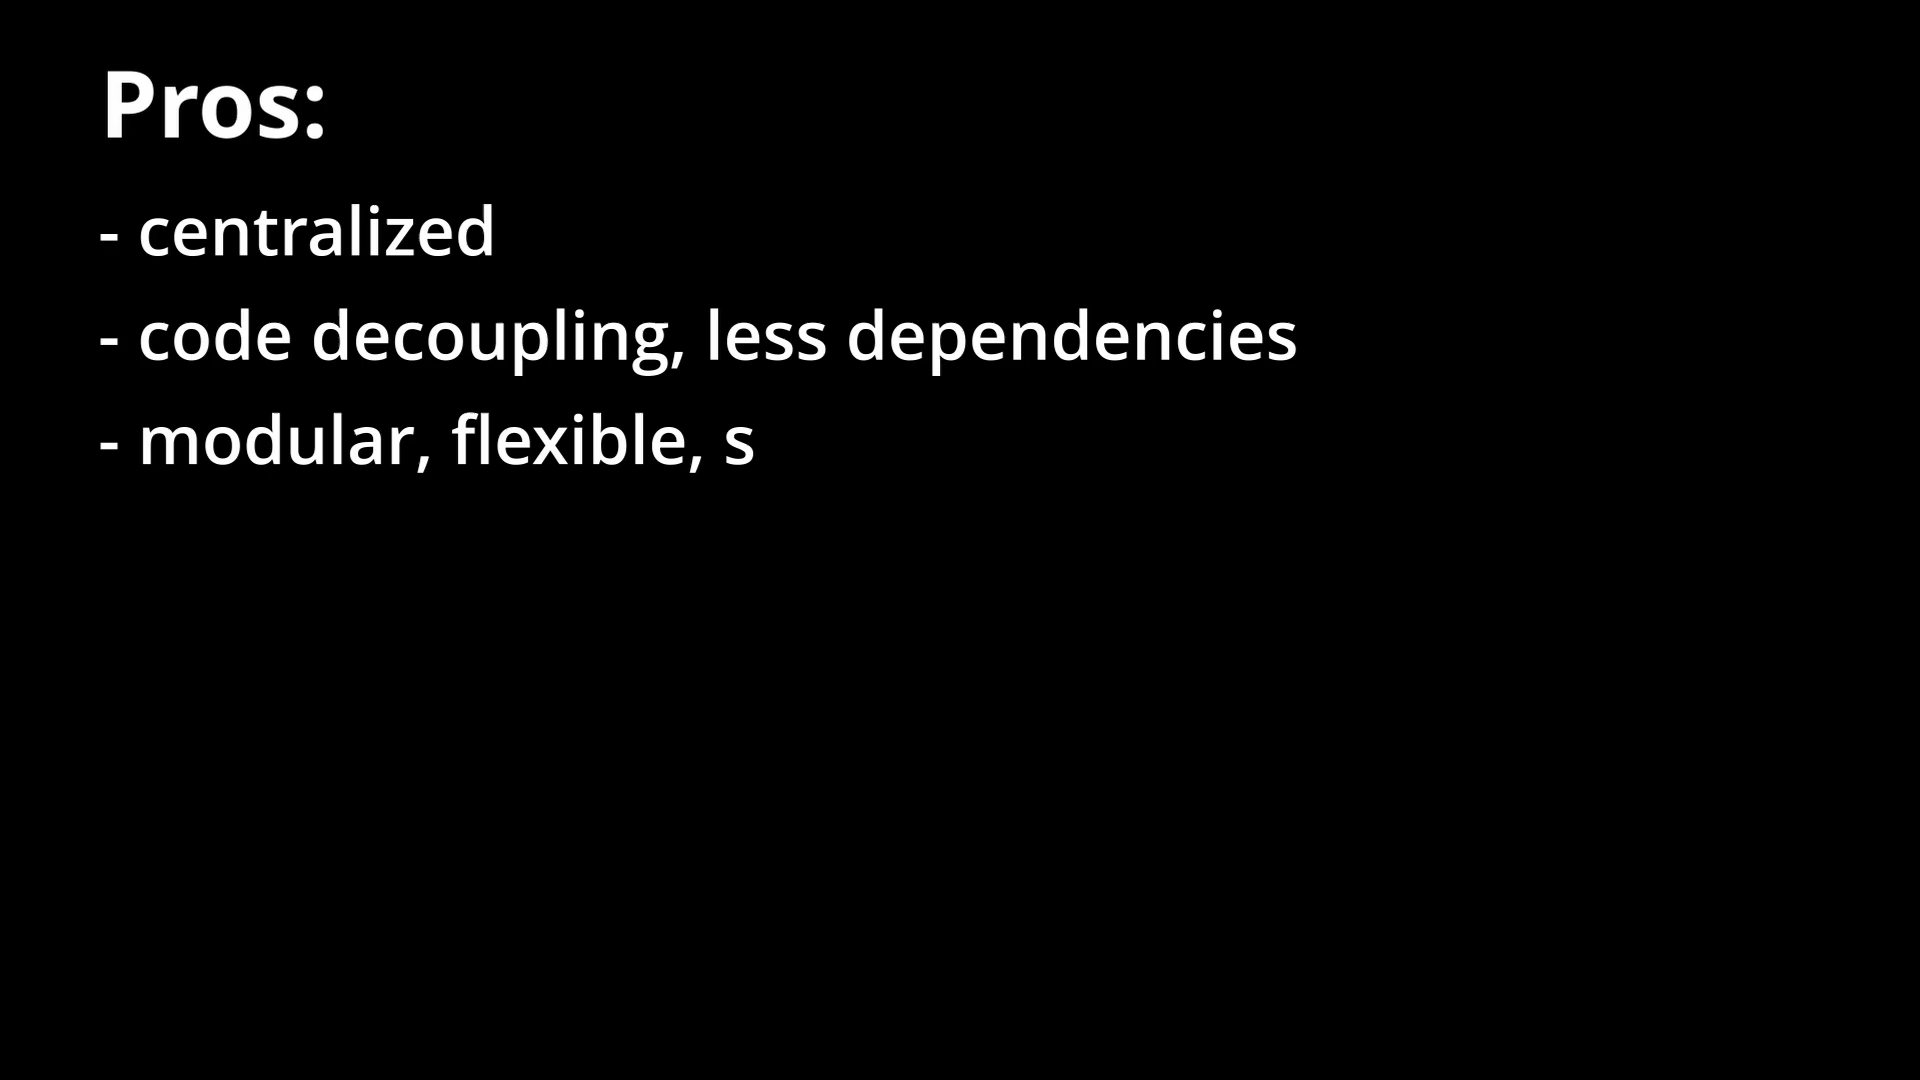 Pros:
- centralized
- code decoupling, less dependencies
- modular, flexible, s